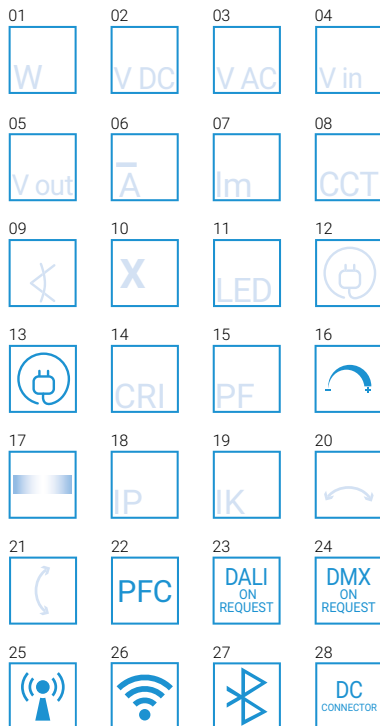 01 02 03 04
W V DC V AC V in
05 06 07 08
V out A lm CCT
09 10 11 12
X LED
13 14 15 16
CRI PF - +
17 18 19 20
IP IK
21 22 23 24
PFC DALI ON REQUEST DMX ON REQUEST
25 26 27 28
DC CONNECTOR